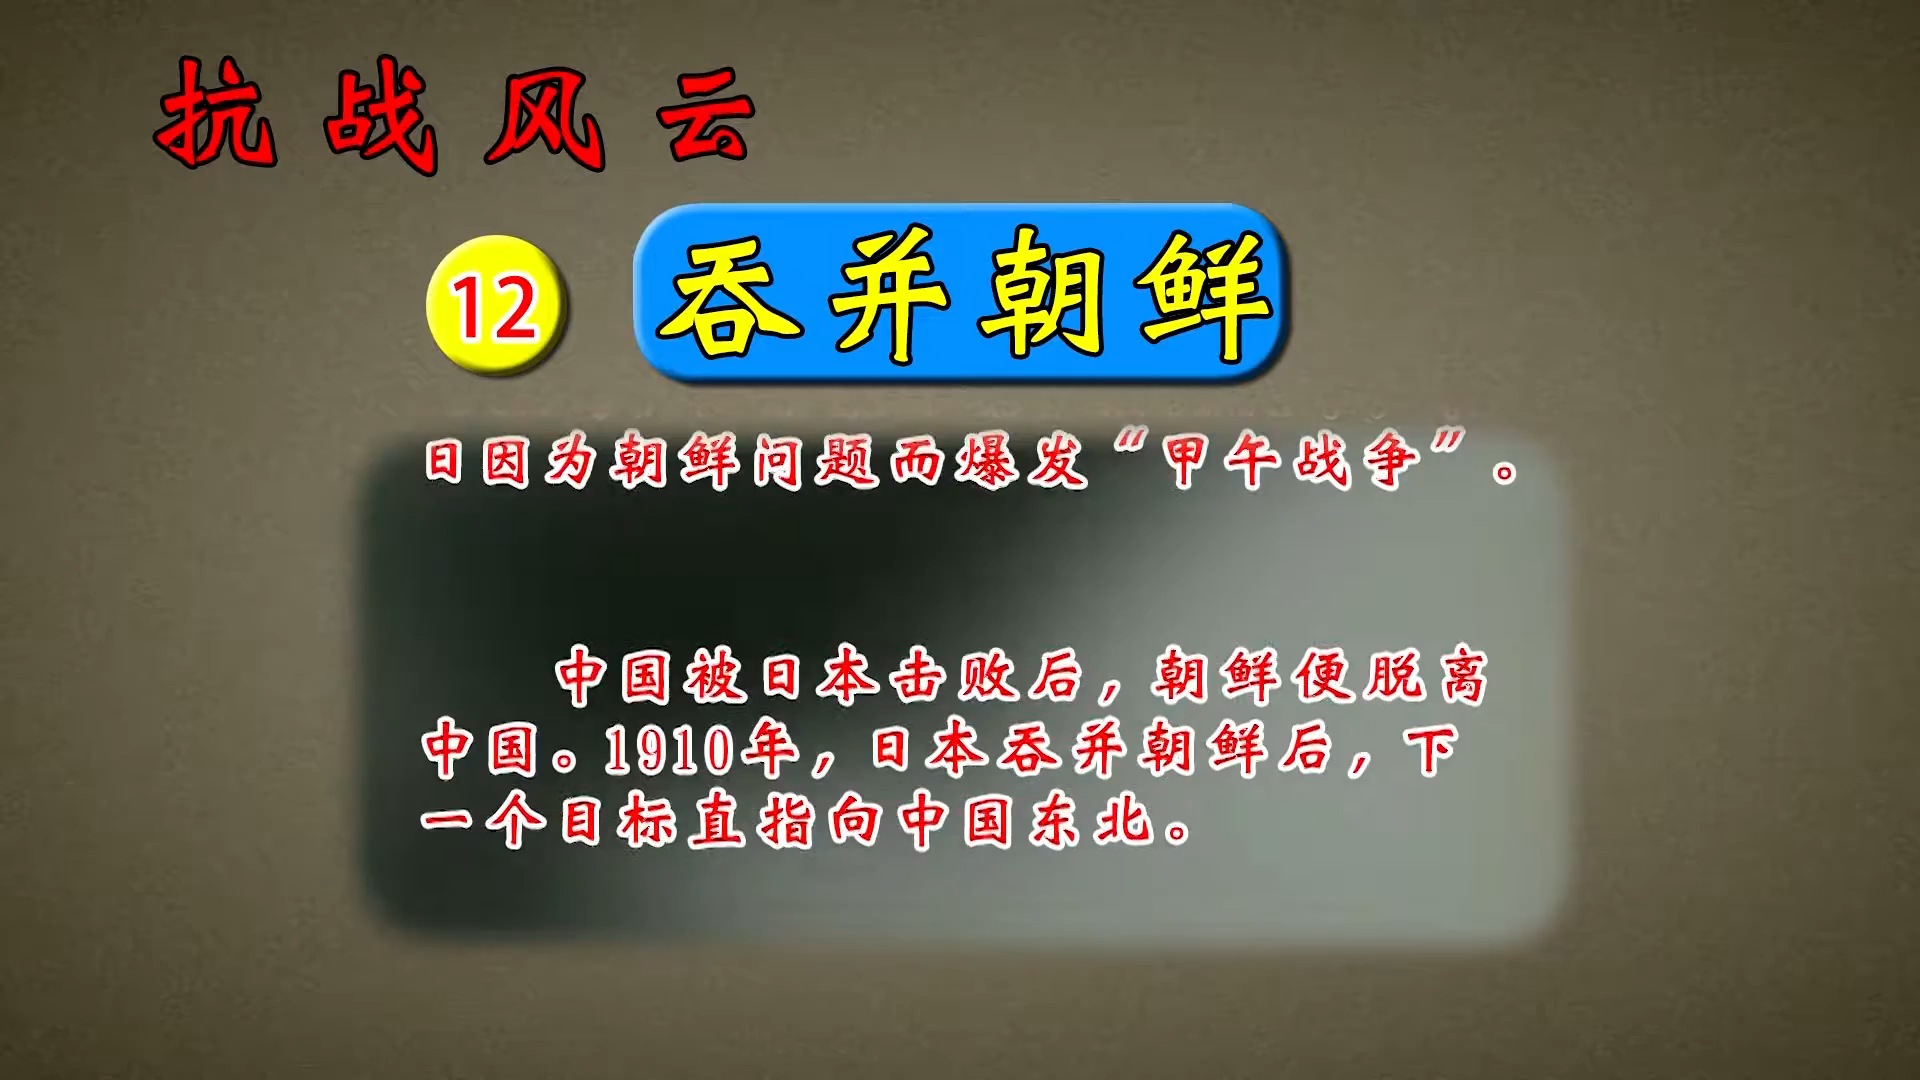 抗战风云
12
吞并朝鲜
日因为朝鲜问题而爆发“甲午战争”。
中国被日本击败后，朝鲜便脱离
中国。1910年，日本吞并朝鲜后，下
一个目标直指向中国东北。